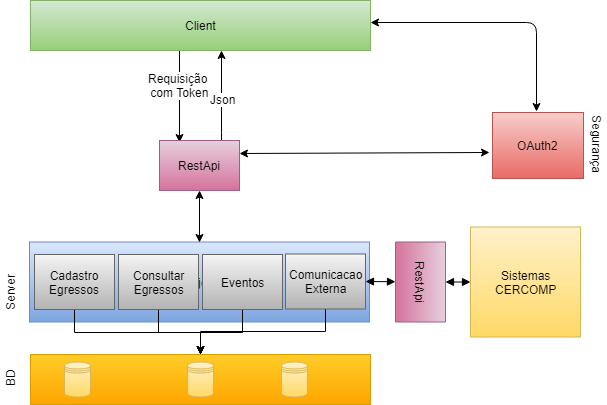 Client
Requisição
com Token
Json
RestApi
OAuth2
Segurança
Server
Cadastro
Egressos
Consultar
Egressos
Eventos
Comunicacao
Externa
RestApi
Sistemas
CERCOMP
BD